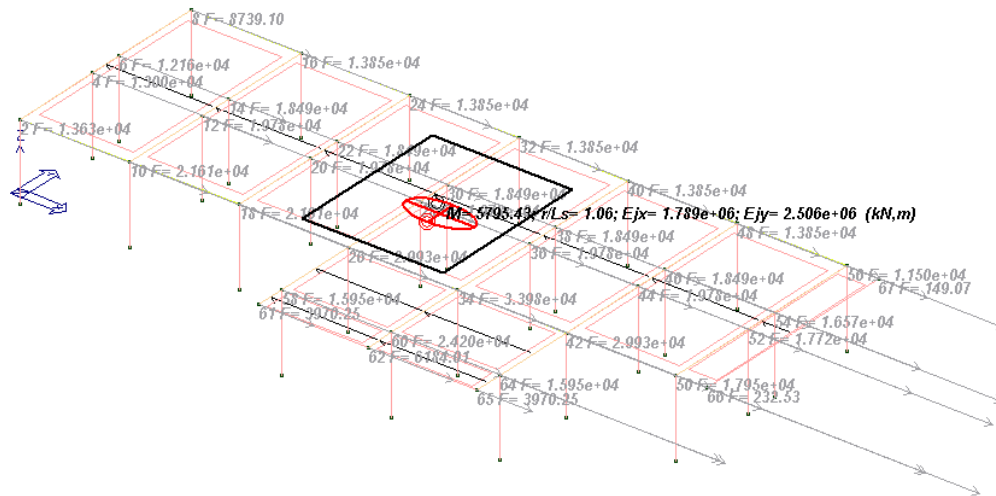 8 F= 8739.10
6 F= 1.216e+04
16 F= 1.385e+04
4 F= 1.300e+04
14 F= 1.849e+04
24 F= 1.385e+04
2 F= 1.363e+04
12 F= 1.978e+04
22 F= 1.849e+04
32 F= 1.385e+04
10 F= 2.161e+04
20 F= 1.978e+04
30 F= 1.849e+04
40 F= 1.385e+04
18 F= 2.161e+04
M= 5795.43; r/Ls= 1.06; Ejx= 1.789e+06; Ejy= 2.506e+06 (kN,m)
38 F= 1.849e+04
48 F= 1.385e+04
26 F= 2.993e+04
36 F= 1.978e+04
46 F= 1.849e+04
56 F= 1.150e+04
67 F= 149.07
58 F= 1.595e+04
34 F= 3.398e+04
44 F= 1.978e+04
61 F= 3970.25
54 F= 1.657e+04
60 F= 2.420e+04
42 F= 2.993e+04
52 F= 1.772e+04
62 F= 6184.01
64 F= 1.595e+04
50 F= 1.795e+04
65 F= 3970.25
66 F= 232.53